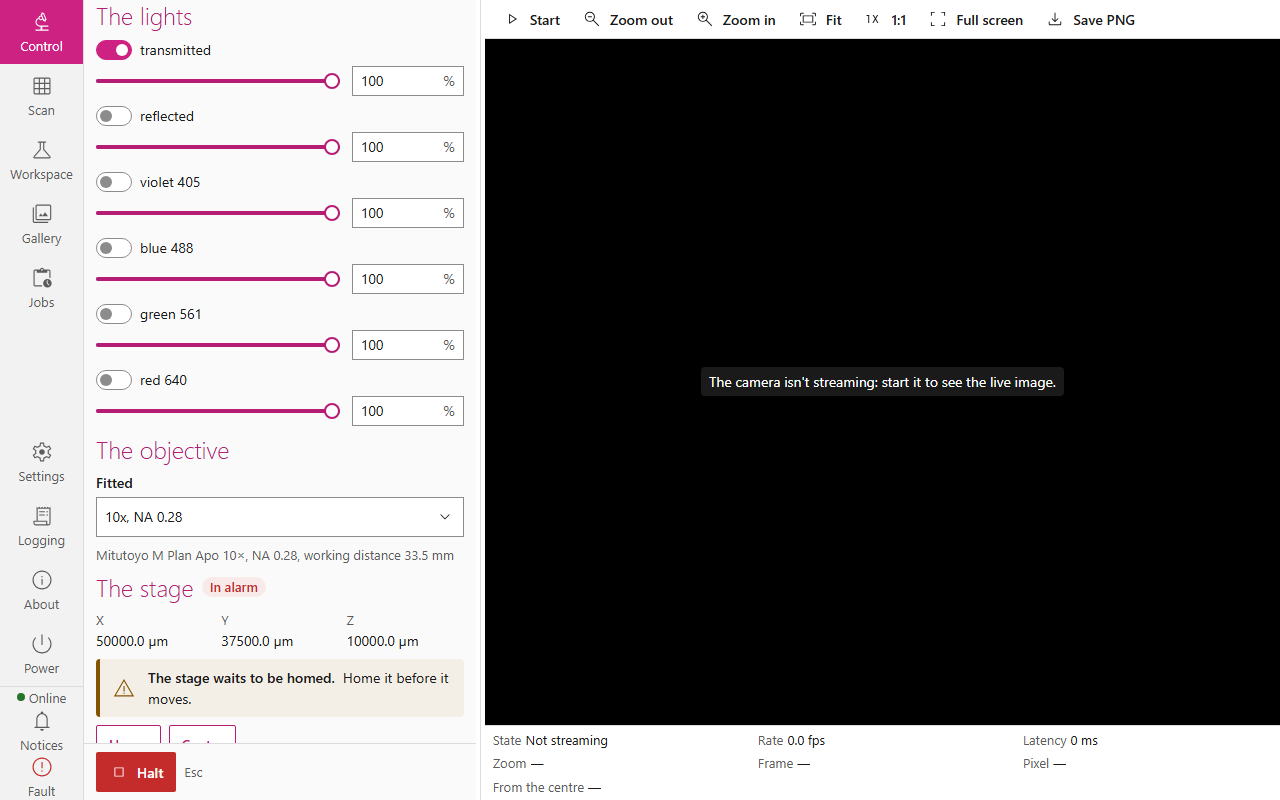 Control
Scan
Workspace
Gallery
Jobs
Settings
Logging
About
Power
Online
Notices
Fault
The lights
transmitted
100 %
reflected
100 %
violet 405
100 %
blue 488
100 %
green 561
100 %
red 640
100 %
The objective
Fitted
10x, NA 0.28
Mitutoyo M Plan Apo 10×, NA 0.28, working distance 33.5 mm
The stage In alarm
X Y Z
50000.0 µm 37500.0 µm 10000.0 µm
The stage waits to be homed. Home it before it
moves.
Halt Esc
Start Zoom out Zoom in Fit 1X 1:1 Full screen Save PNG
The camera isn't streaming: start it to see the live image.
State Not streaming Rate 0.0 fps Latency 0 ms
Zoom — Frame — Pixel —
From the centre —